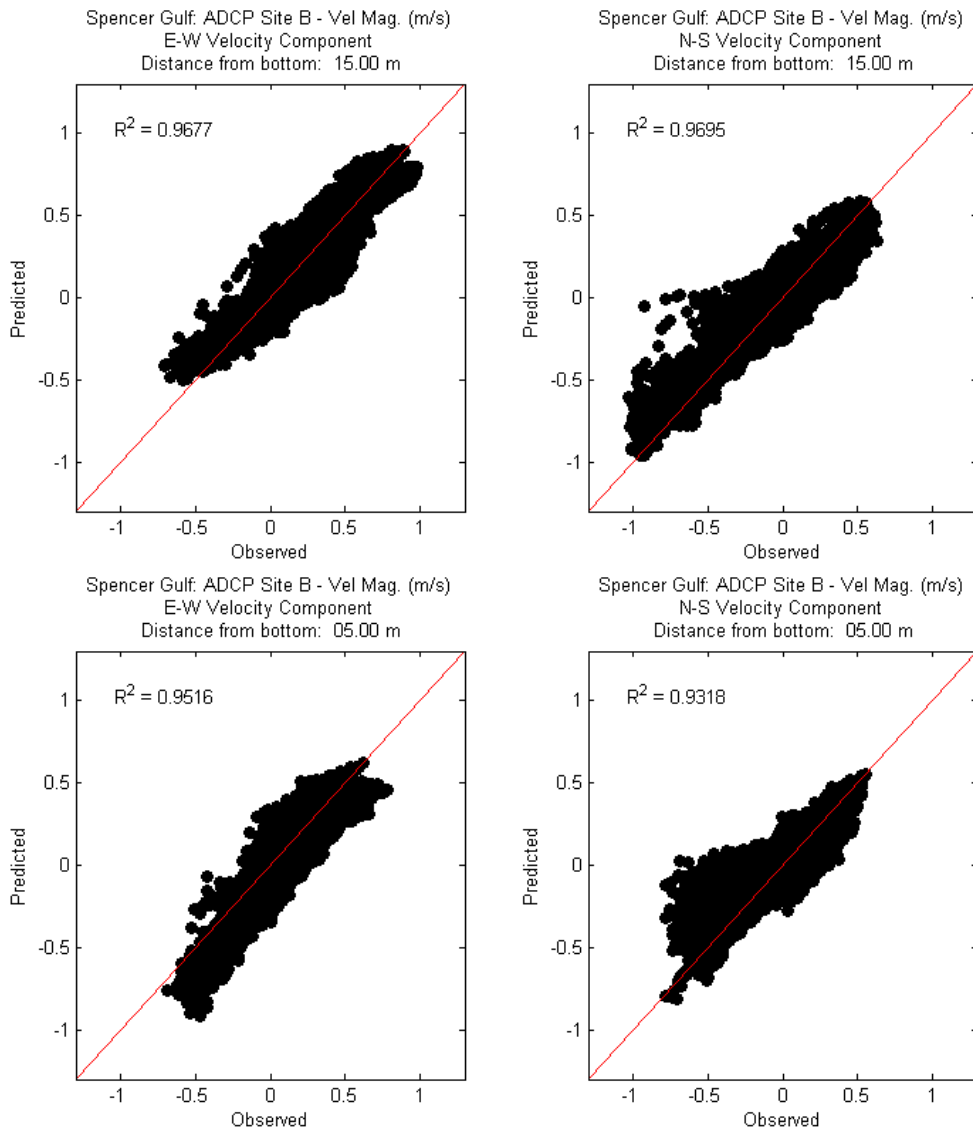 Spencer Gulf: ADCP Site B - Vel Mag. (m/s)
E-W Velocity Component
Distance from bottom:  15.00 m
R² = 0.9677
1
0.5
0
-0.5
-1
Predicted
-1
-0.5
0
0.5
1
Observed
Spencer Gulf: ADCP Site B - Vel Mag. (m/s)
N-S Velocity Component
Distance from bottom:  15.00 m
R² = 0.9695
1
0.5
0
-0.5
-1
Predicted
-1
-0.5
0
0.5
1
Observed
Spencer Gulf: ADCP Site B - Vel Mag. (m/s)
E-W Velocity Component
Distance from bottom:  05.00 m
R² = 0.9516
1
0.5
0
-0.5
-1
Predicted
-1
-0.5
0
0.5
1
Observed
Spencer Gulf: ADCP Site B - Vel Mag. (m/s)
N-S Velocity Component
Distance from bottom:  05.00 m
R² = 0.9318
1
0.5
0
-0.5
-1
Predicted
-1
-0.5
0
0.5
1
Observed